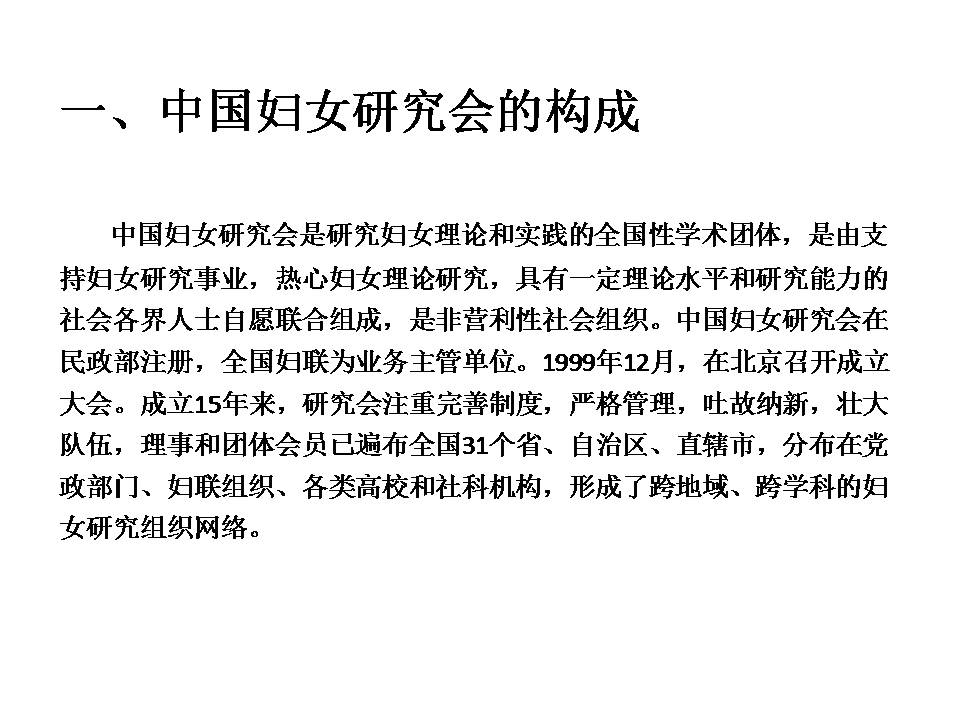 一、中国妇女研究会的构成
中国妇女研究会是研究妇女理论和实践的全国性学术团体，是由支
持妇女研究事业，热心妇女理论研究，具有一定理论水平和研究能力的
社会各界人士自愿联合组成，是非营利性社会组织。中国妇女研究会在
民政部注册，全国妇联为业务主管单位。1999年12月，在北京召开成立
大会。成立15年来，研究会注重完善制度，严格管理，吐故纳新，壮大
队伍，理事和团体会员已遍布全国31个省、自治区、直辖市，分布在党
政部门、妇联组织、各类高校和社科机构，形成了跨地域、跨学科的妇
女研究组织网络。